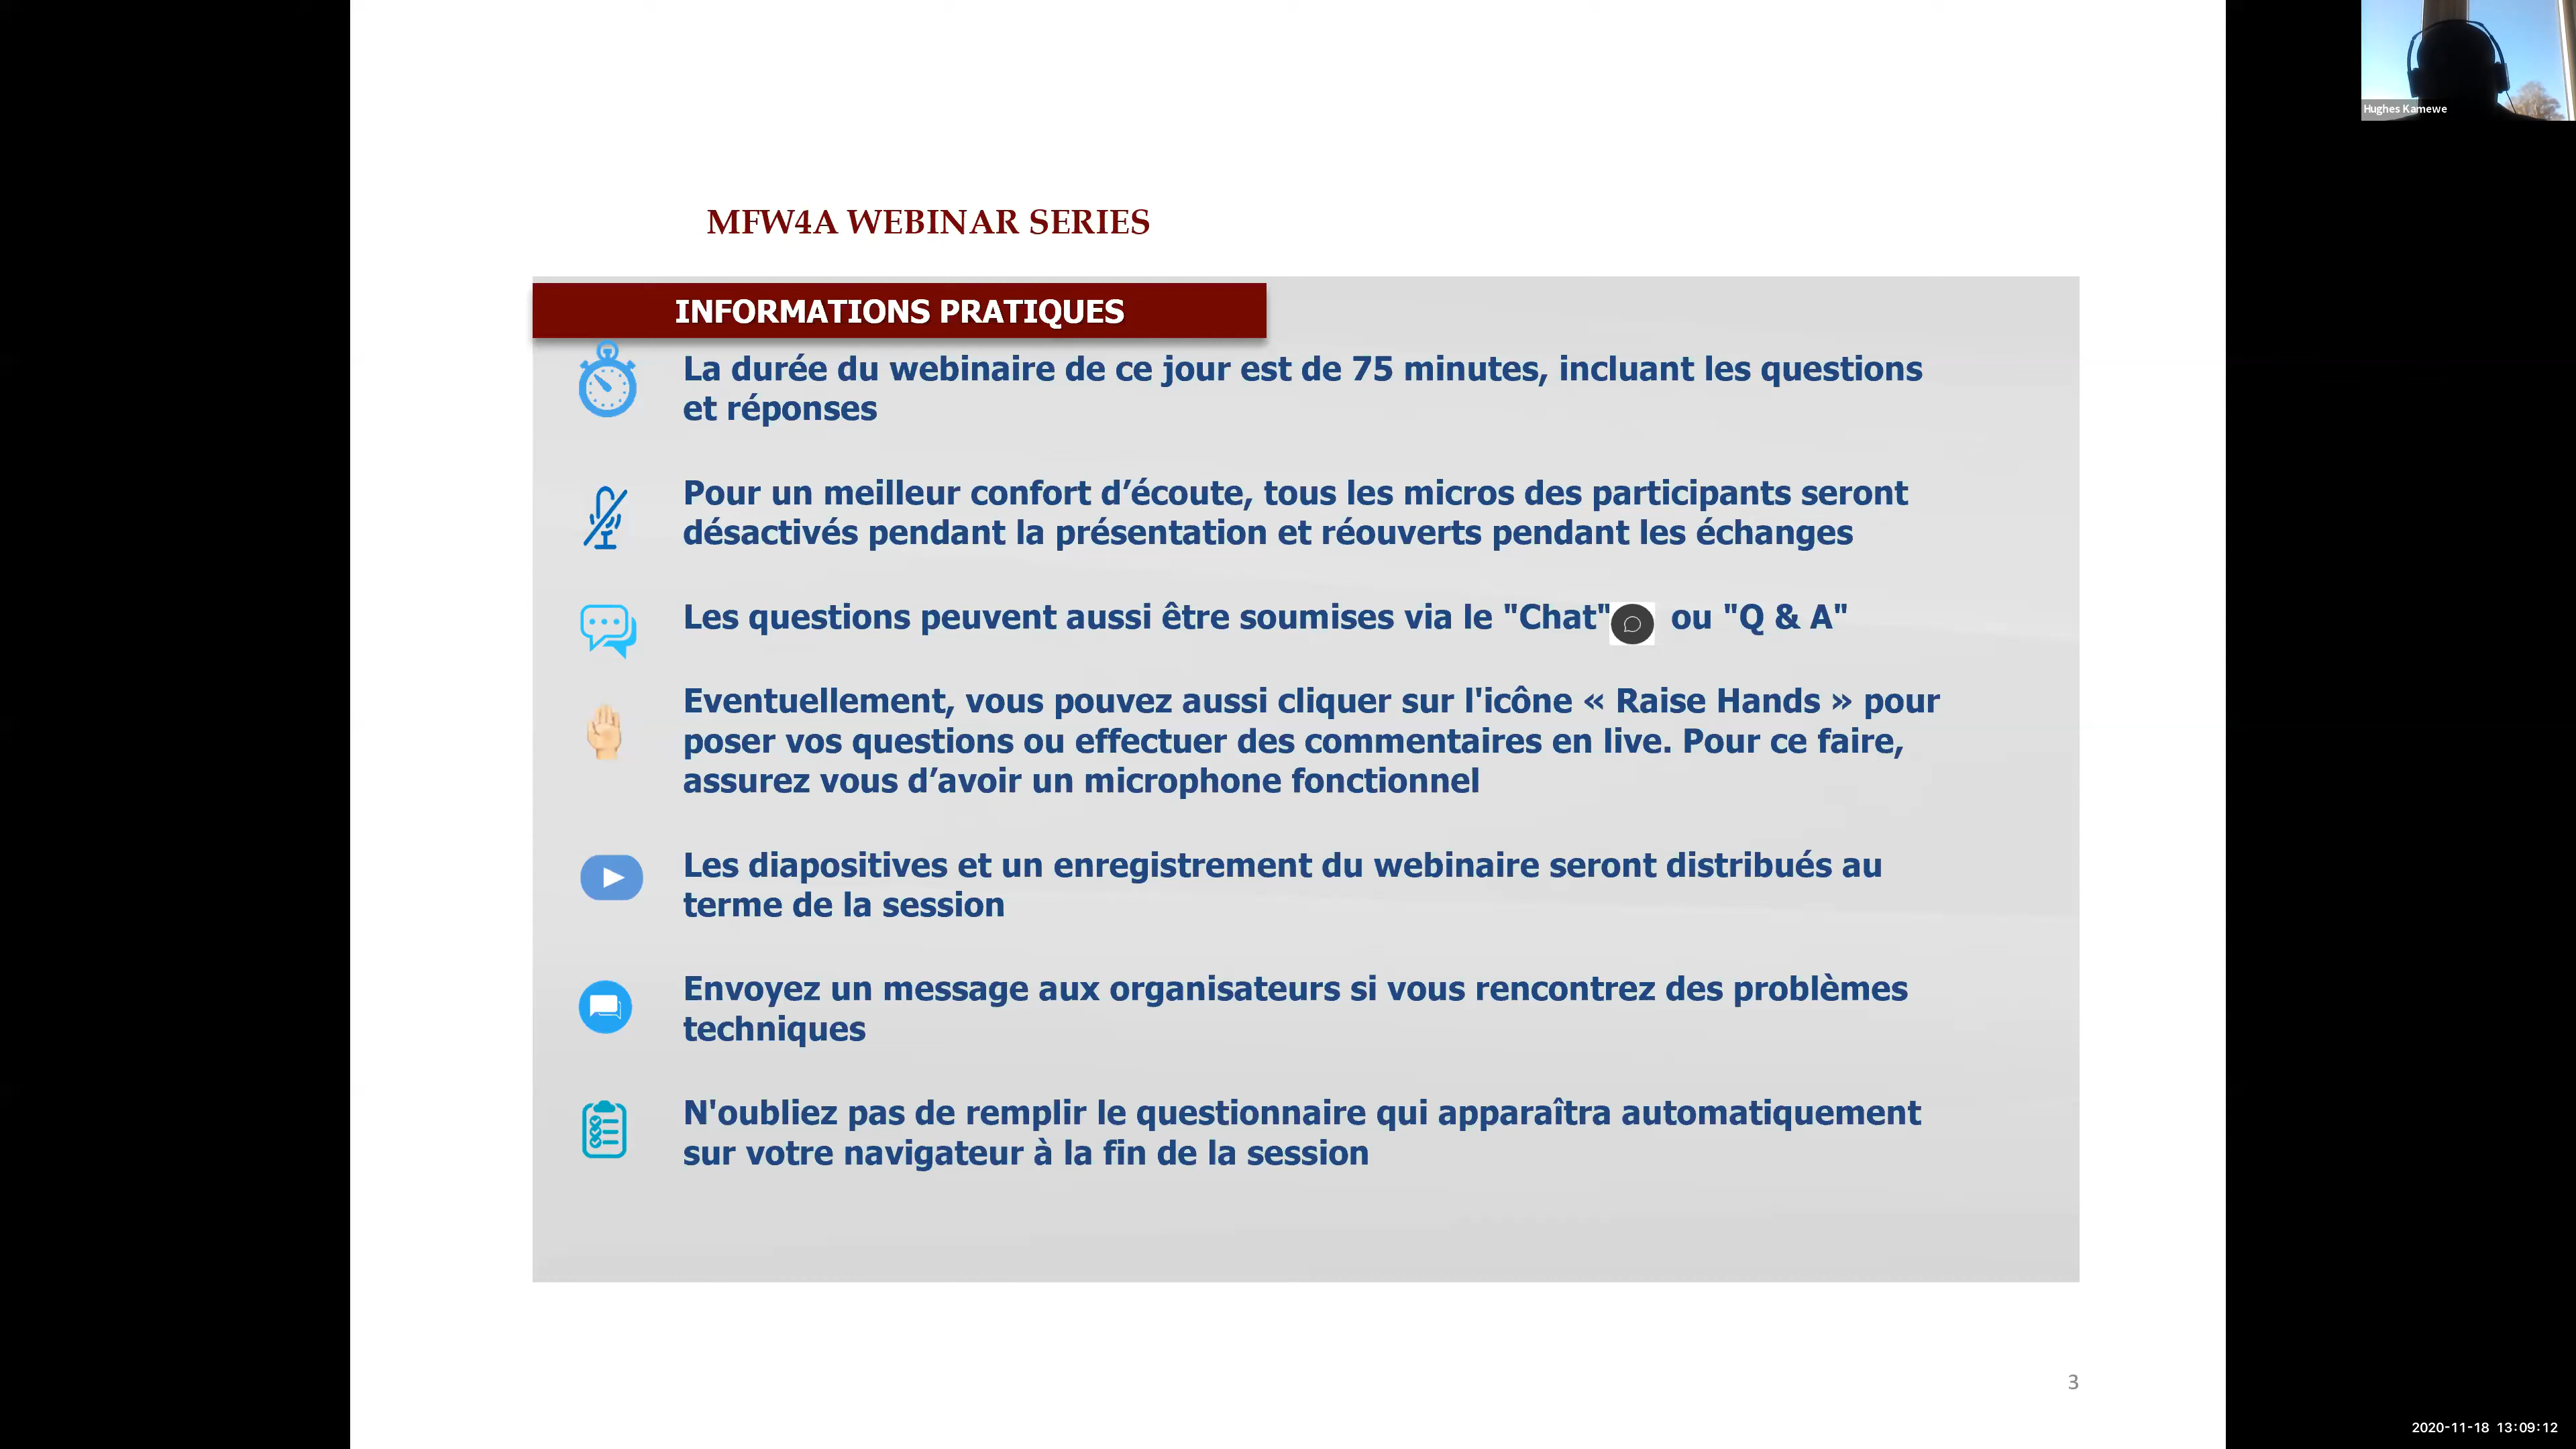 Hughes Kamewe
MFW4A WEBINAR SERIES
INFORMATIONS PRATIQUES
La durée du webinaire de ce jour est de 75 minutes, incluant les questions
et réponses
Pour un meilleur confort d’écoute, tous les micros des participants seront
désactivés pendant la présentation et réouverts pendant les échanges
Les questions peuvent aussi être soumises via le "Chat" ou "Q & A"
Eventuellement, vous pouvez aussi cliquer sur l'icône « Raise Hands » pour
poser vos questions ou effectuer des commentaires en live. Pour ce faire,
assurez vous d’avoir un microphone fonctionnel
Les diapositives et un enregistrement du webinaire seront distribués au
terme de la session
Envoyez un message aux organisateurs si vous rencontrez des problèmes
techniques
N'oubliez pas de remplir le questionnaire qui apparaîtra automatiquement
sur votre navigateur à la fin de la session
3
2020-11-18 13:09:12